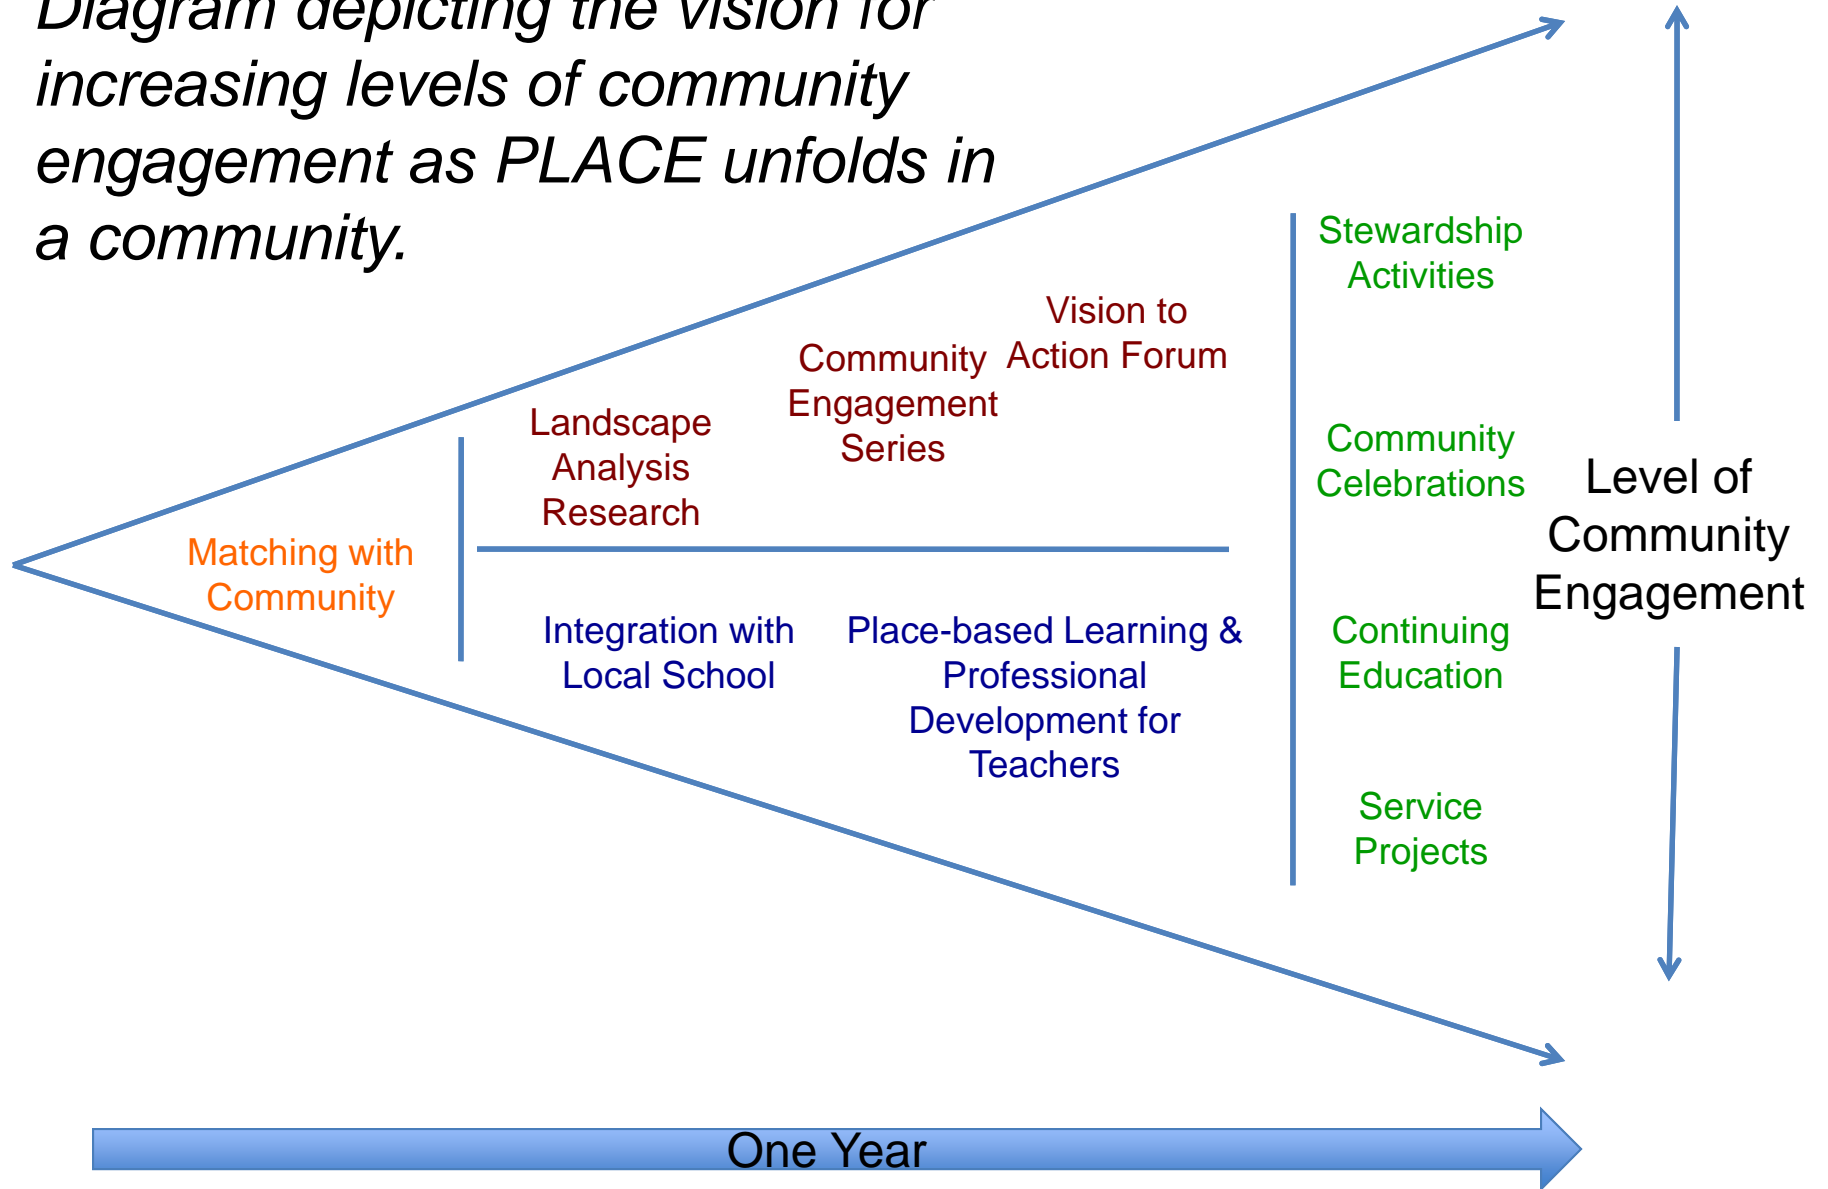 Diagram depicting the vision for
increasing levels of community
engagement as PLACE unfolds in
a community.
Matching with
Community
Landscape
Analysis
Research
Community
Engagement
Series
Vision to
Action Forum
Integration with
Local School
Place-based Learning &
Professional
Development for
Teachers
Stewardship
Activities
Community
Celebrations
Continuing
Education
Service
Projects
Level of
Community
Engagement
One Year